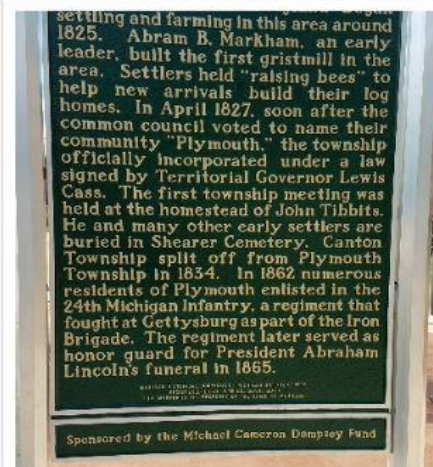 settling and farming in this area around
1825. Abram B. Markham, an early
leader, built the first gristmill in the
area. Settlers held "raising bees" to
help new arrivals build their log
homes. In April 1827, soon after the
common council voted to name their
community "Plymouth," the township
officially incorporated under a law
signed by Territorial Governor Lewis
Cass. The first township meeting was
held at the homestead of John Tibbits.
He and many other early settlers are
buried in Shearer Cemetery. Canton
Township split off from Plymouth
Township in 1834. In 1862 numerous
residents of Plymouth enlisted in the
24th Michigan Infantry, a regiment that
fought at Gettysburg as part of the Iron
Brigade. The regiment later served as
honor guard for President Abraham
Lincoln's funeral in 1865.
Sponsored by the Michael Cameron Dempsey Fund